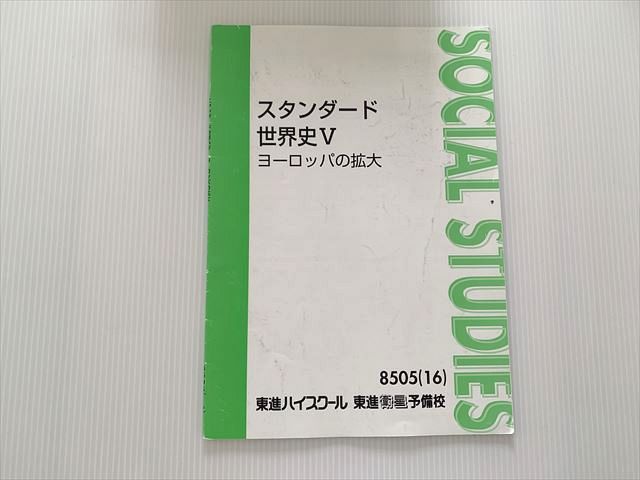 スタンダード
世界史Ⅴ
ヨーロッパの拡大
SOCIAL STUDIES
8505(16)
東進ハイスクール 東進衛星予備校